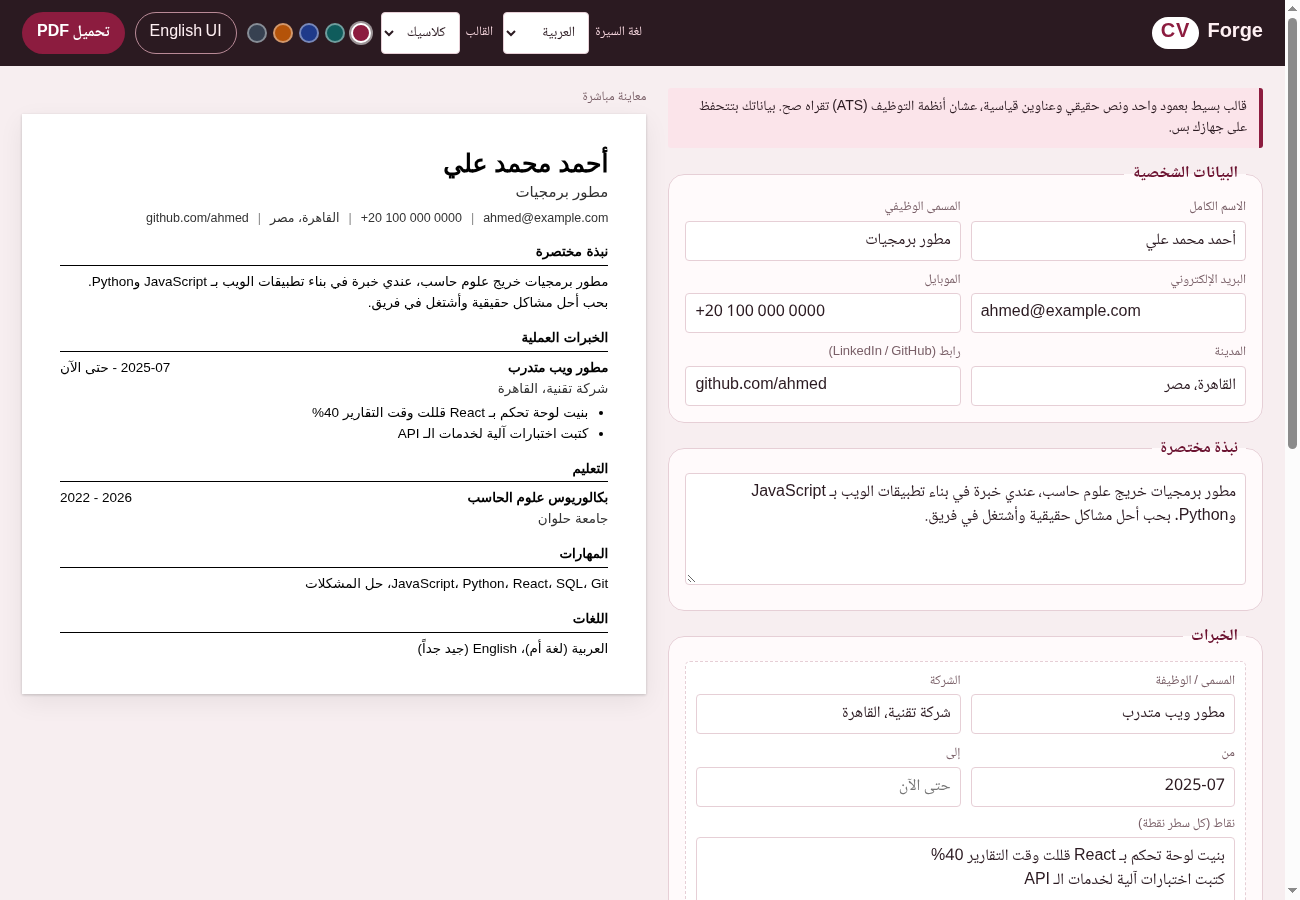 CV Forge
لغة السيرة
العربية
القالب
كلاسيك
English UI
تحميل PDF
قالب بسيط بعمود واحد ونص حقيقي وعناوين قياسية، عشان أنظمة التوظيف (ATS) تقراه صح. بياناتك بتتحفظ
على جهازك بس.
البيانات الشخصية
الاسم الكامل
المسمى الوظيفي
أحمد محمد علي
مطور برمجيات
البريد الإلكتروني
الموبايل
ahmed@example.com
+20 100 000 0000
المدينة
رابط (LinkedIn / GitHub)
القاهرة، مصر
github.com/ahmed
نبذة مختصرة
مطور برمجيات خريج علوم حاسب، عندي خبرة في بناء تطبيقات الويب بـ JavaScript
وPython. بحب أحل مشاكل حقيقية وأشتغل في فريق.
الخبرات
المسمى / الوظيفة
الشركة
مطور ويب متدرب
شركة تقنية، القاهرة
من
إلى
2025-07
حتى الآن
نقاط (كل سطر نقطة)
بنيت لوحة تحكم بـ React قللت وقت التقارير 40%
كتبت اختبارات آلية لخدمات الـ API
معاينة مباشرة
أحمد محمد علي
مطور برمجيات
ahmed@example.com | +20 100 000 0000 | القاهرة، مصر | github.com/ahmed
نبذة مختصرة
مطور برمجيات خريج علوم حاسب، عندي خبرة في بناء تطبيقات الويب بـ JavaScript وPython.
بحب أحل مشاكل حقيقية وأشتغل في فريق.
الخبرات العملية
مطور ويب متدرب
2025-07 - حتى الآن
شركة تقنية، القاهرة
• بنيت لوحة تحكم بـ React قللت وقت التقارير 40%
• كتبت اختبارات آلية لخدمات الـ API
التعليم
بكالوريوس علوم الحاسب
2022 - 2026
جامعة حلوان
المهارات
JavaScript، Python، React، SQL، Git، حل المشكلات
اللغات
العربية (لغة أم)، English (جيد جداً)